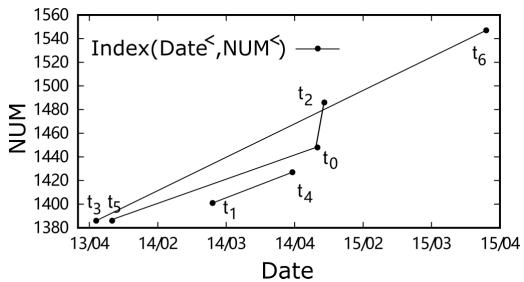 1560
1540
1520
1500
1480
1460
1440
1420
1400
1380
NUM
Index(Date<,NUM<)
t2
t6
t0
t4
t1
t3 t5
13/04 14/02 14/03 14/04 15/02 15/03 15/04
Date